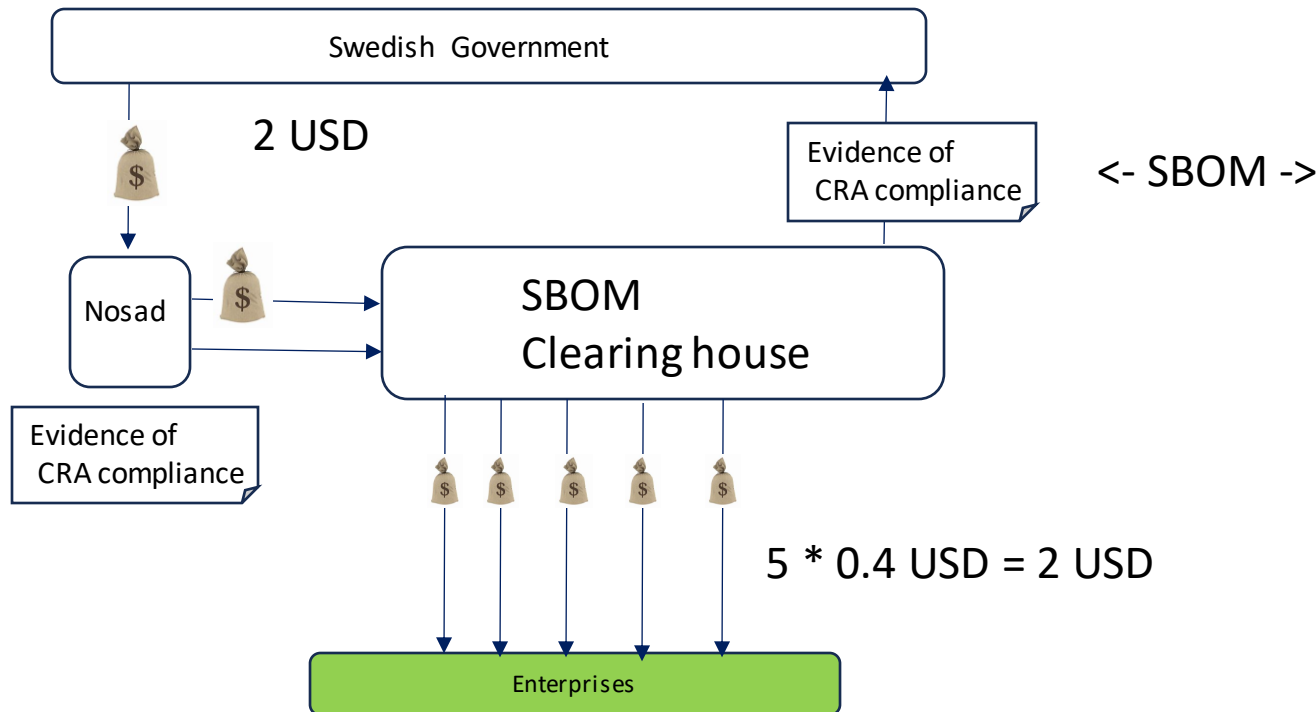 Swedish Government
2 USD
Evidence of
CRA compliance
<- SBOM ->
$
$
Nosad
SBOM
Clearing house
Evidence of
CRA compliance
$ $ $ $ $
5 * 0.4 USD = 2 USD
Enterprises